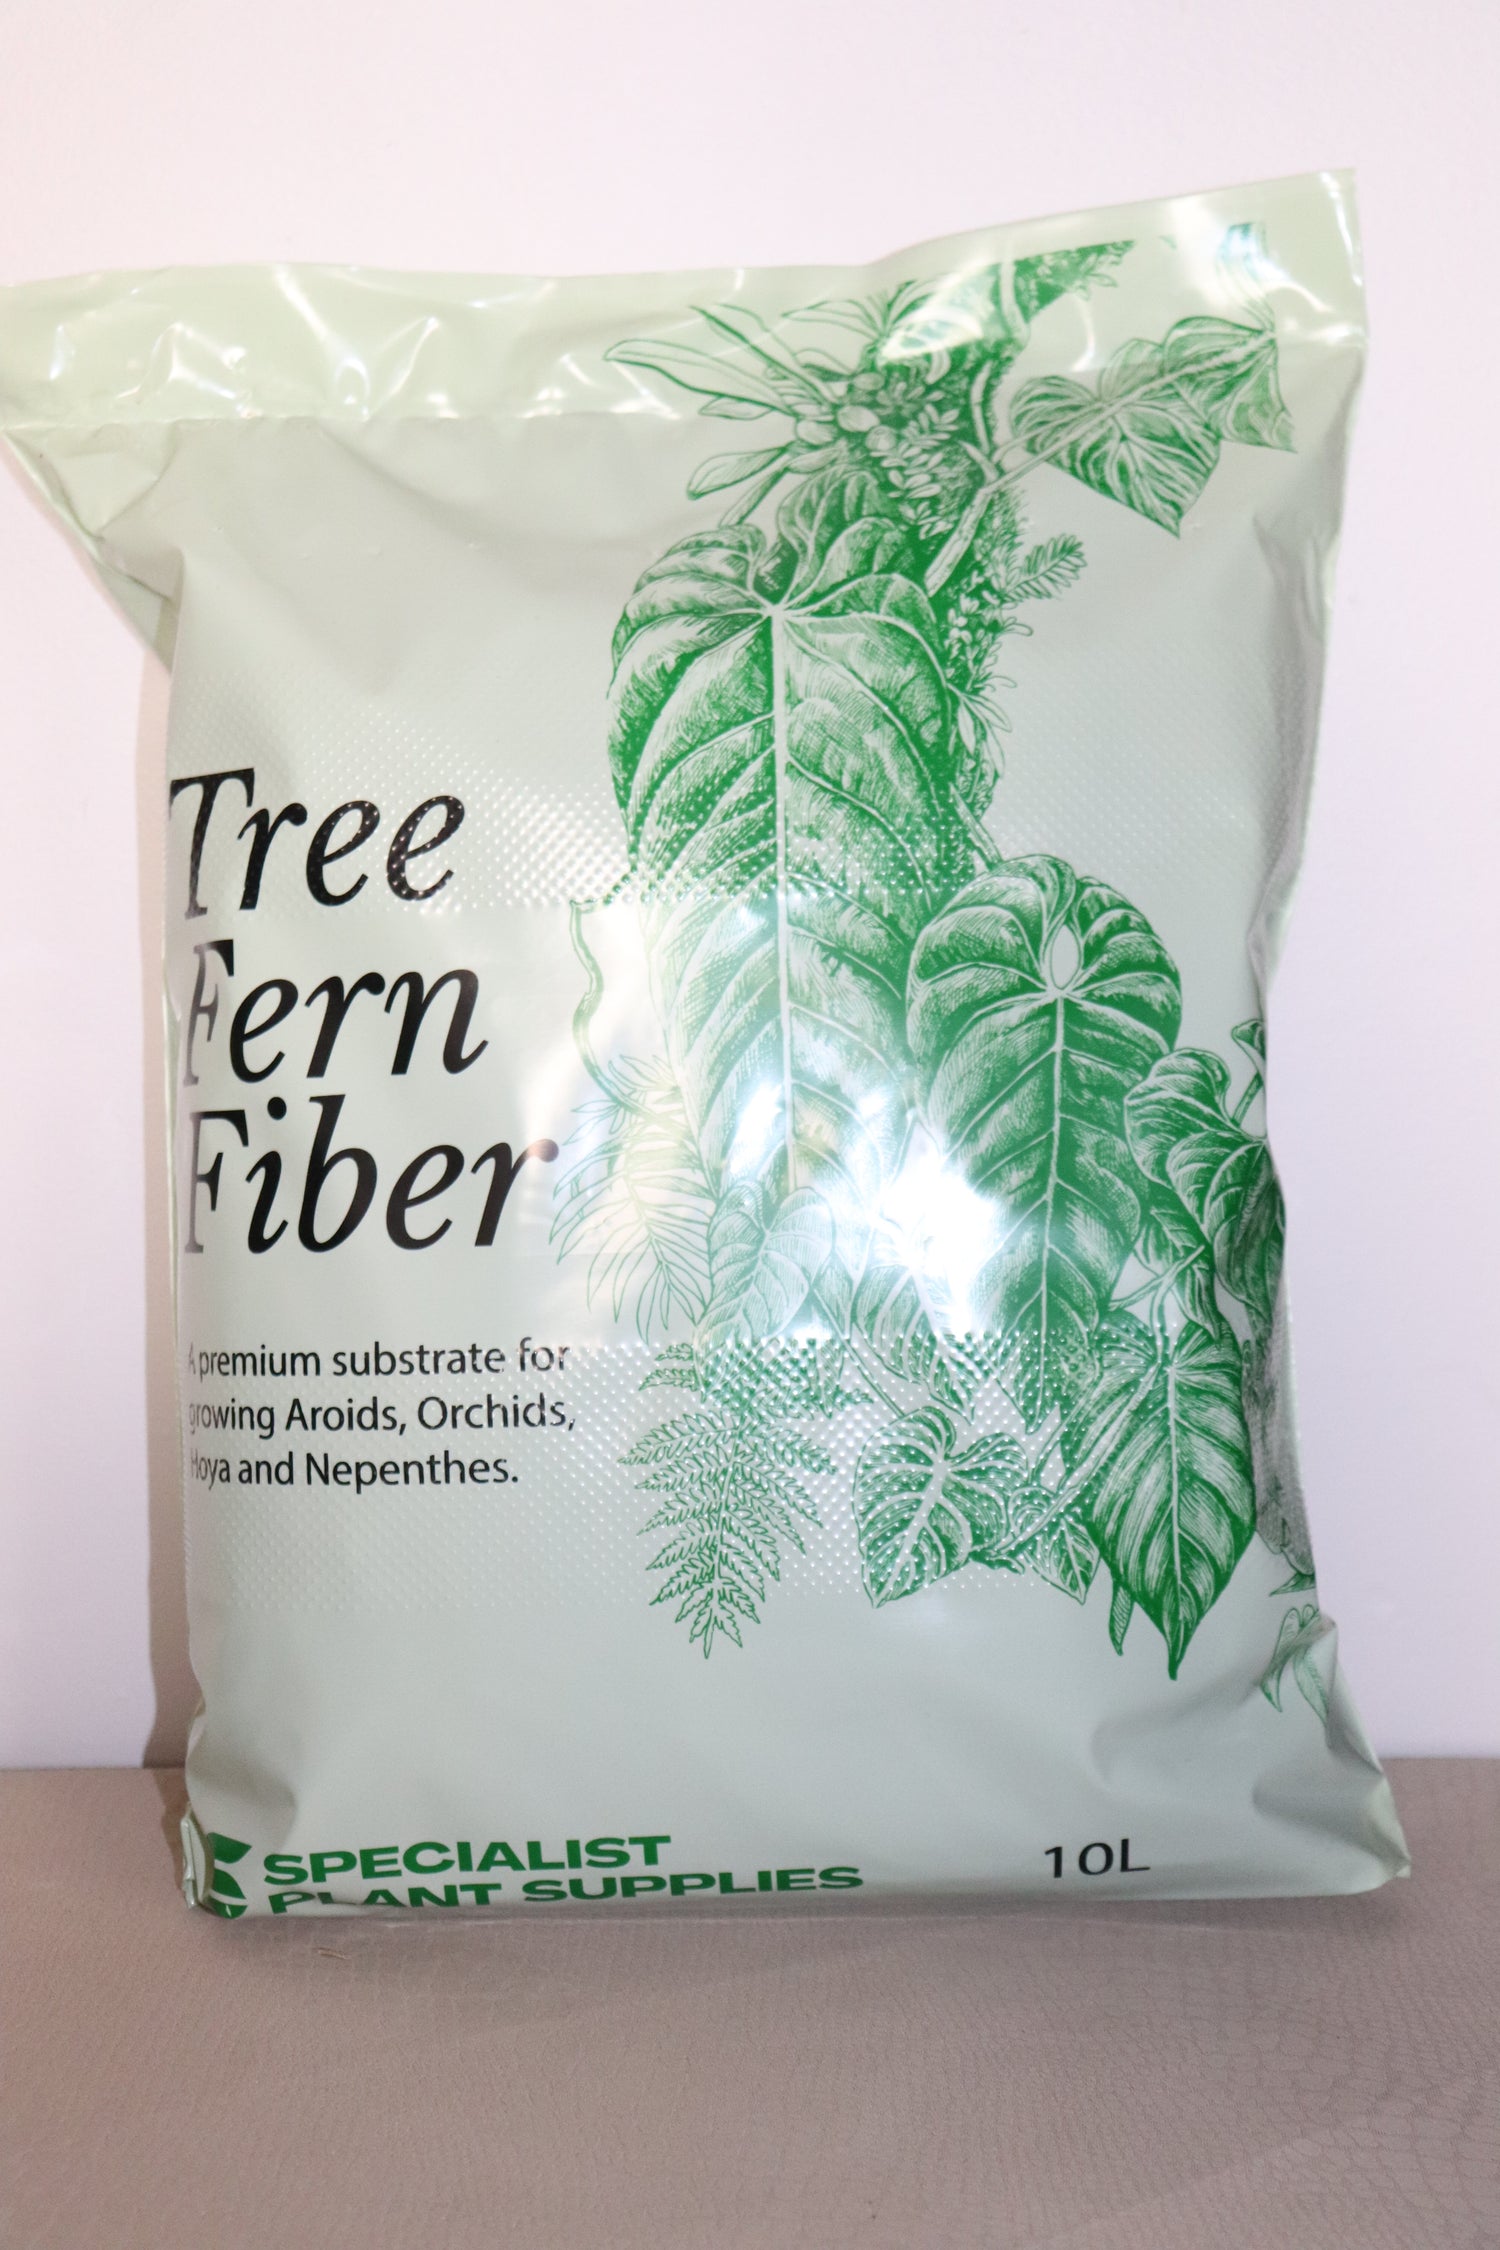 Tree
Fern
Fiber
A premium substrate for
growing Aroids, Orchids,
Hoya and Nepenthes.
SPECIALIST
PLANT SUPPLIES
10L